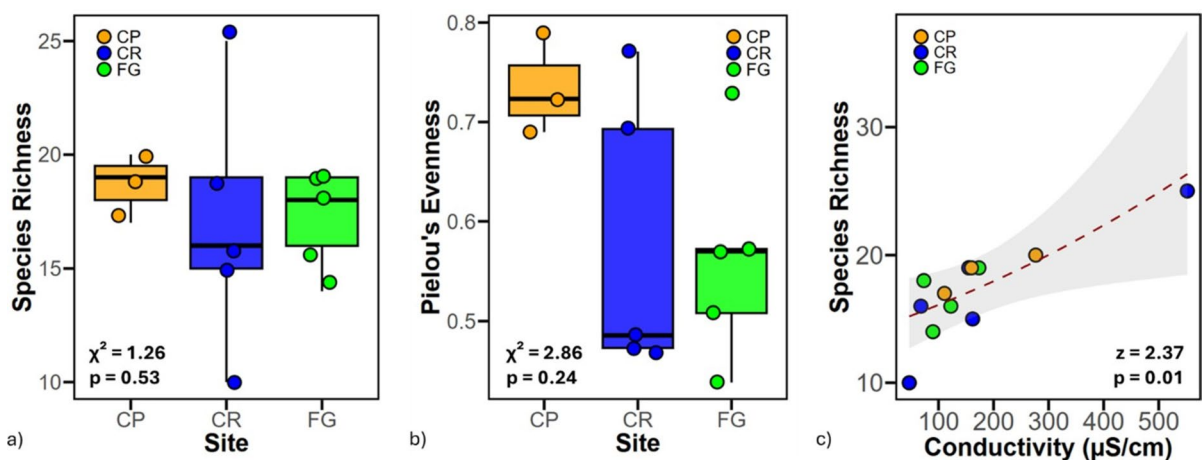 Species Richness
25
20
15
10
CP
CR
FG
χ² = 1.26
p = 0.53
CP
CR
FG
Site
a)
Pielou's Evenness
0.8
0.7
0.6
0.5
CP
CR
FG
χ² = 2.86
p = 0.24
CP
CR
FG
Site
b)
Species Richness
30
20
10
CP
CR
FG
z = 2.37
p = 0.01
100
200
300
400
500
Conductivity (µS/cm)
c)